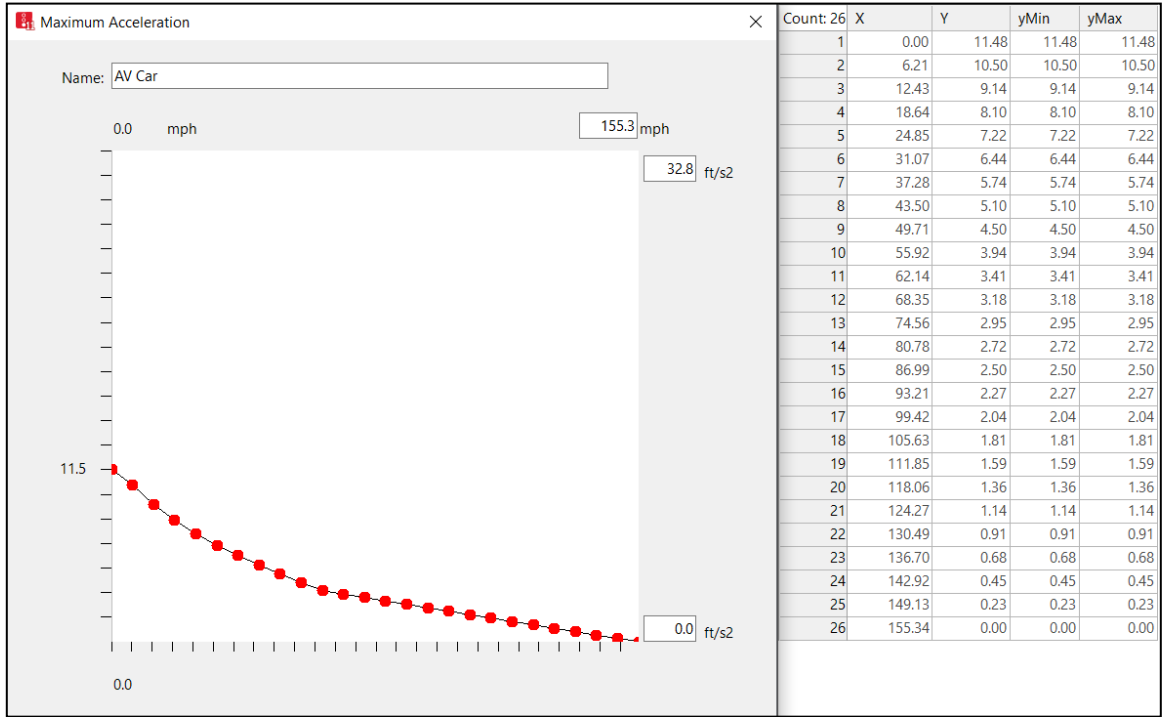 Maximum Acceleration
Name: AV Car
0.0 mph
155.3 mph
32.8 ft/s2
11.5
0.0 ft/s2
0.0
Count: 26 X Y yMin yMax
1 0.00 11.48 11.48 11.48
2 6.21 10.50 10.50 10.50
3 12.43 9.14 9.14 9.14
4 18.64 8.10 8.10 8.10
5 24.85 7.22 7.22 7.22
6 31.07 6.44 6.44 6.44
7 37.28 5.74 5.74 5.74
8 43.50 5.10 5.10 5.10
9 49.71 4.50 4.50 4.50
10 55.92 3.94 3.94 3.94
11 62.14 3.41 3.41 3.41
12 68.35 3.18 3.18 3.18
13 74.56 2.95 2.95 2.95
14 80.78 2.72 2.72 2.72
15 86.99 2.50 2.50 2.50
16 93.21 2.27 2.27 2.27
17 99.42 2.04 2.04 2.04
18 105.63 1.81 1.81 1.81
19 111.85 1.59 1.59 1.59
20 118.06 1.36 1.36 1.36
21 124.27 1.14 1.14 1.14
22 130.49 0.91 0.91 0.91
23 136.70 0.68 0.68 0.68
24 142.92 0.45 0.45 0.45
25 149.13 0.23 0.23 0.23
26 155.34 0.00 0.00 0.00